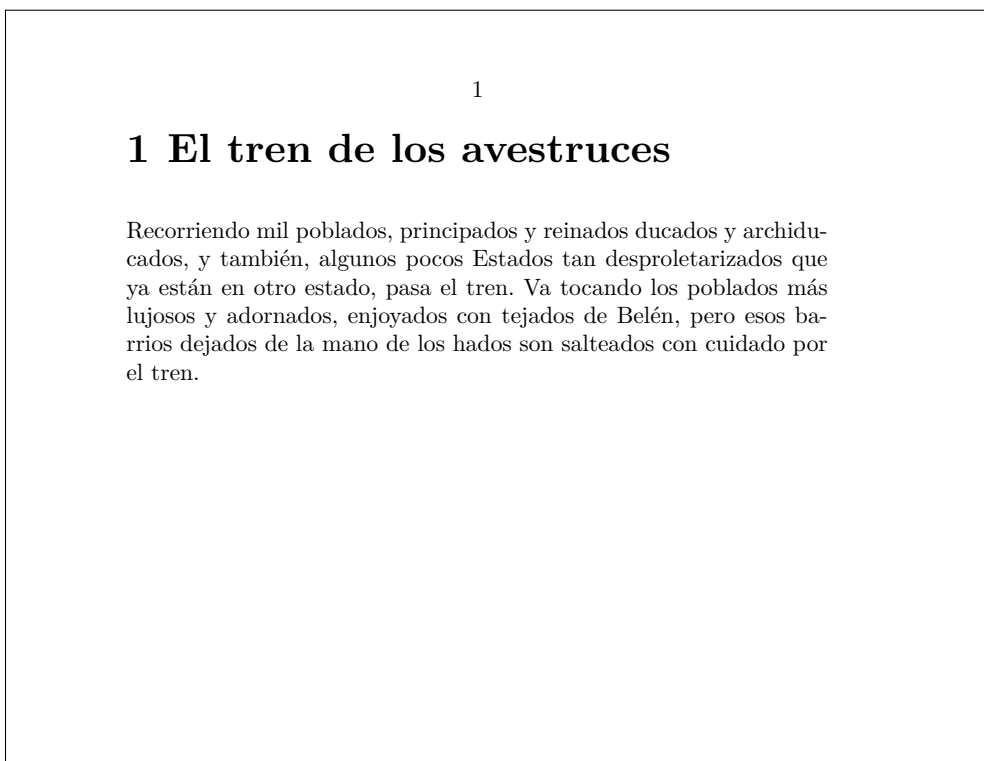 1
1 El tren de los avestruces
Recorriendo mil poblados, principados y reinados ducados y archidu-
cados, y también, algunos pocos Estados tan desproletarizados que
ya están en otro estado, pasa el tren. Va tocando los poblados más
lujosos y adornados, enjoyados con tejados de Belén, pero esos ba-
rrios dejados de la mano de los hados son salteados con cuidado por
el tren.